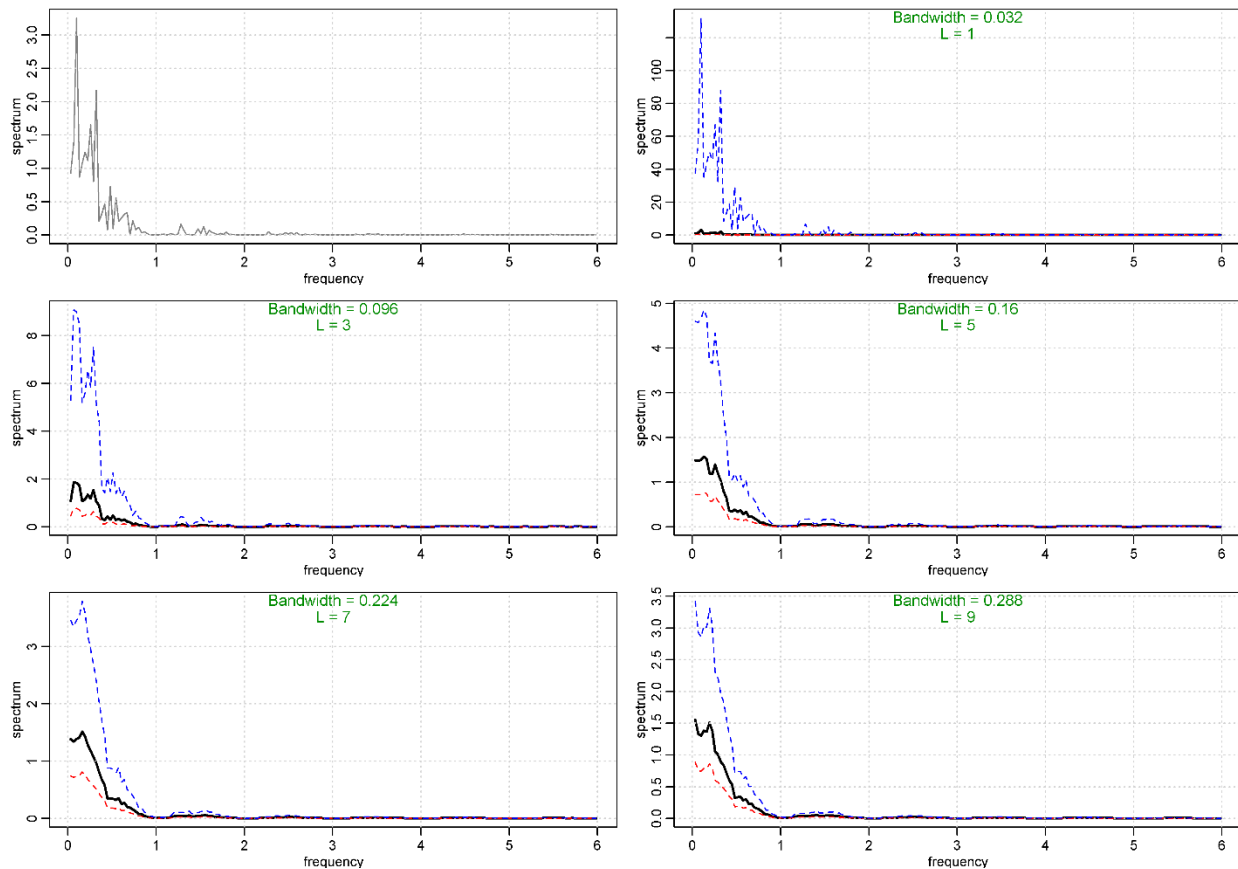 spectrum
3.0
2.5
2.0
1.5
1.0
0.5
0.0
0 1 2 3 4 5 6
frequency
Bandwidth = 0.032
L = 1
spectrum
120
100
80
60
40
20
0
0 1 2 3 4 5 6
frequency
Bandwidth = 0.096
L = 3
spectrum
8
6
4
2
0
0 1 2 3 4 5 6
frequency
Bandwidth = 0.16
L = 5
spectrum
5
4
3
2
1
0
0 1 2 3 4 5 6
frequency
Bandwidth = 0.224
L = 7
spectrum
3
2
1
0
0 1 2 3 4 5 6
frequency
Bandwidth = 0.288
L = 9
spectrum
3.5
3.0
2.5
2.0
1.5
1.0
0.5
0.0
0 1 2 3 4 5 6
frequency